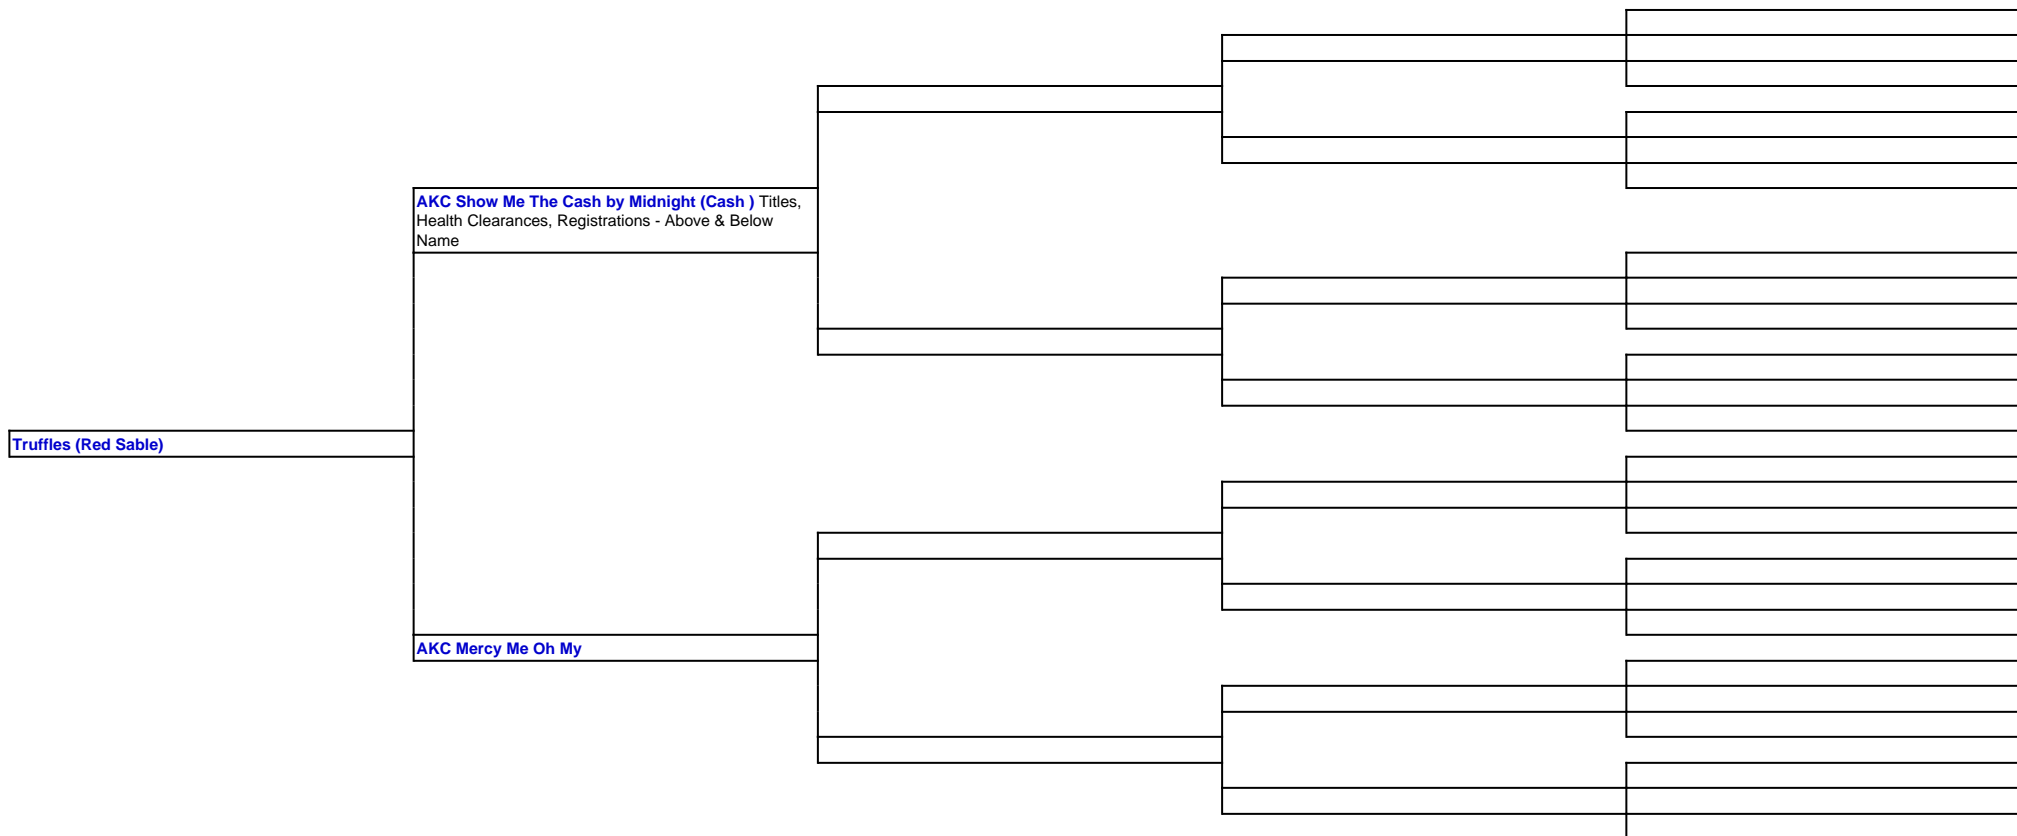 AKC Show Me The Cash by Midnight (Cash ) Titles,
Health Clearances, Registrations - Above & Below
Name
Truffles (Red Sable)
AKC Mercy Me Oh My